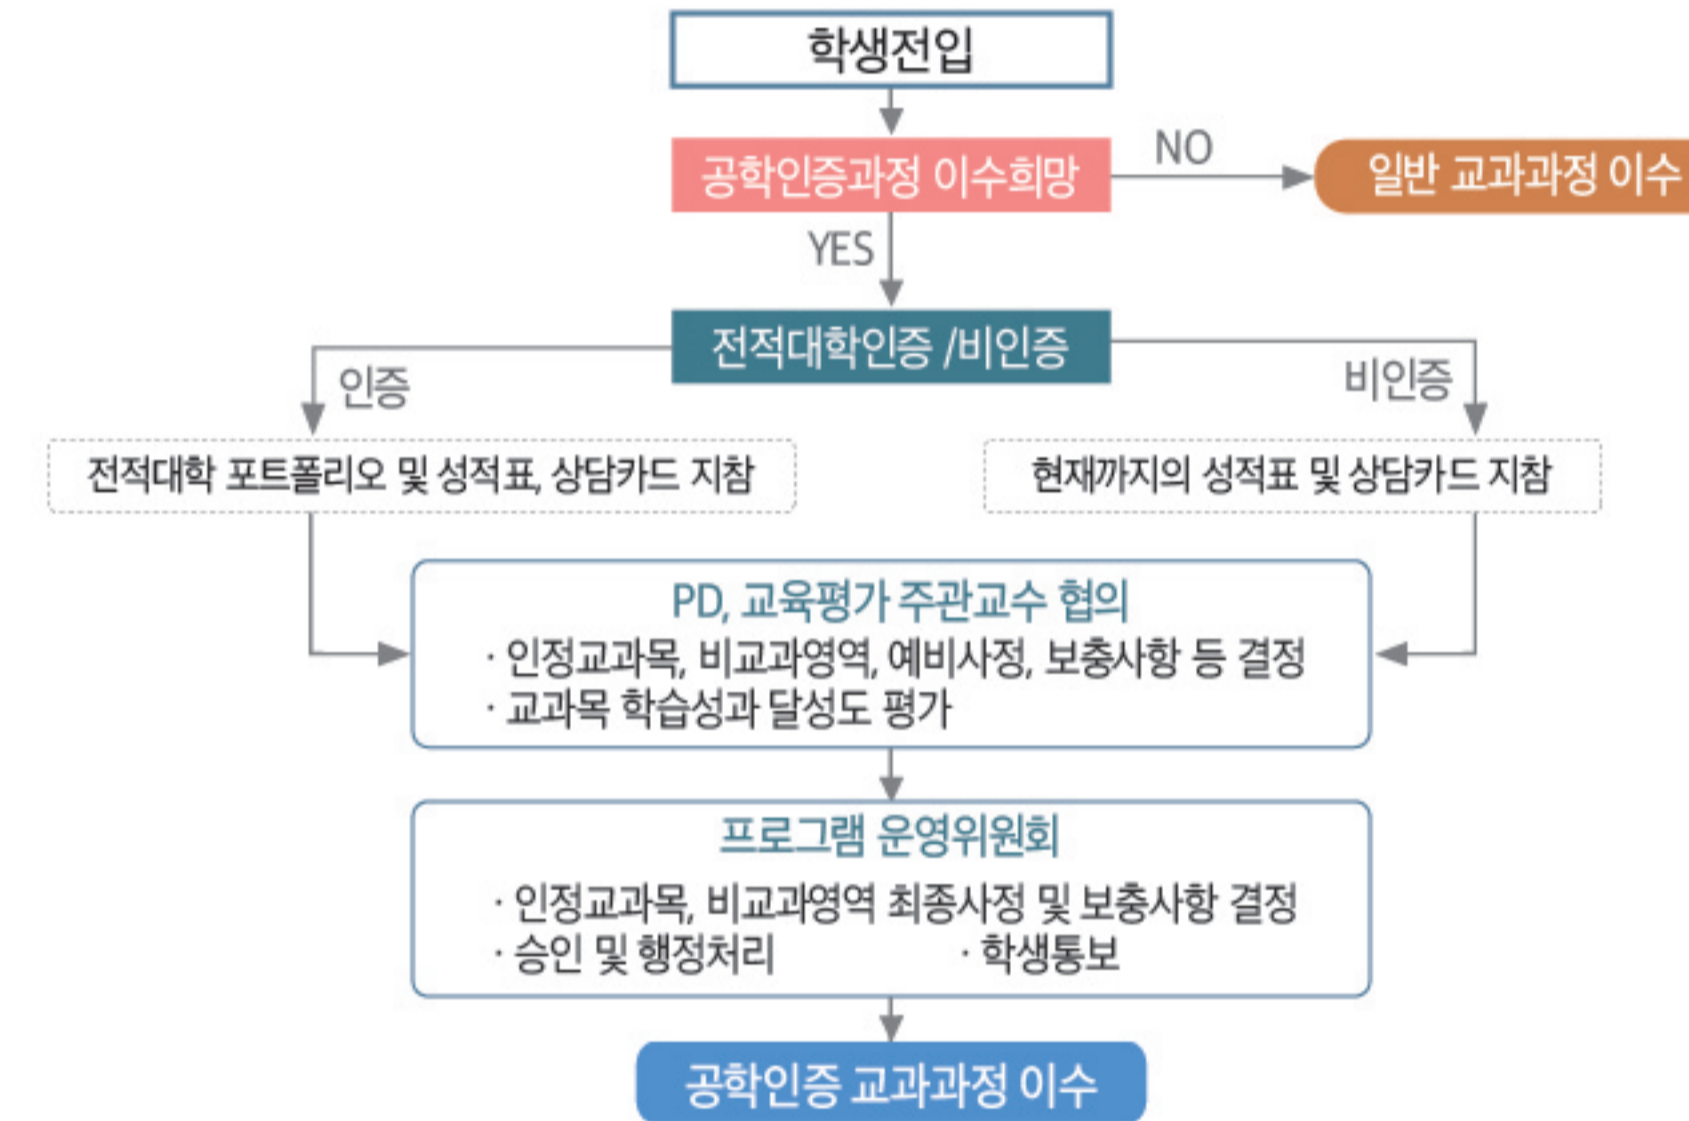 학생전입
공학인증과정 이수희망
NO
일반 교과과정 이수
YES
전적대학인증 /비인증
인증
비인증
전적대학 포트폴리오 및 성적표, 상담카드 지참
현재까지의 성적표 및 상담카드 지참
PD, 교육평가 주관교수 협의
· 인정교과목, 비교과영역, 예비사정, 보충사항 등 결정
· 교과목 학습성과 달성도 평가
프로그램 운영위원회
· 인정교과목, 비교과영역 최종사정 및 보충사항 결정
· 승인 및 행정처리 · 학생통보
공학인증 교과과정 이수